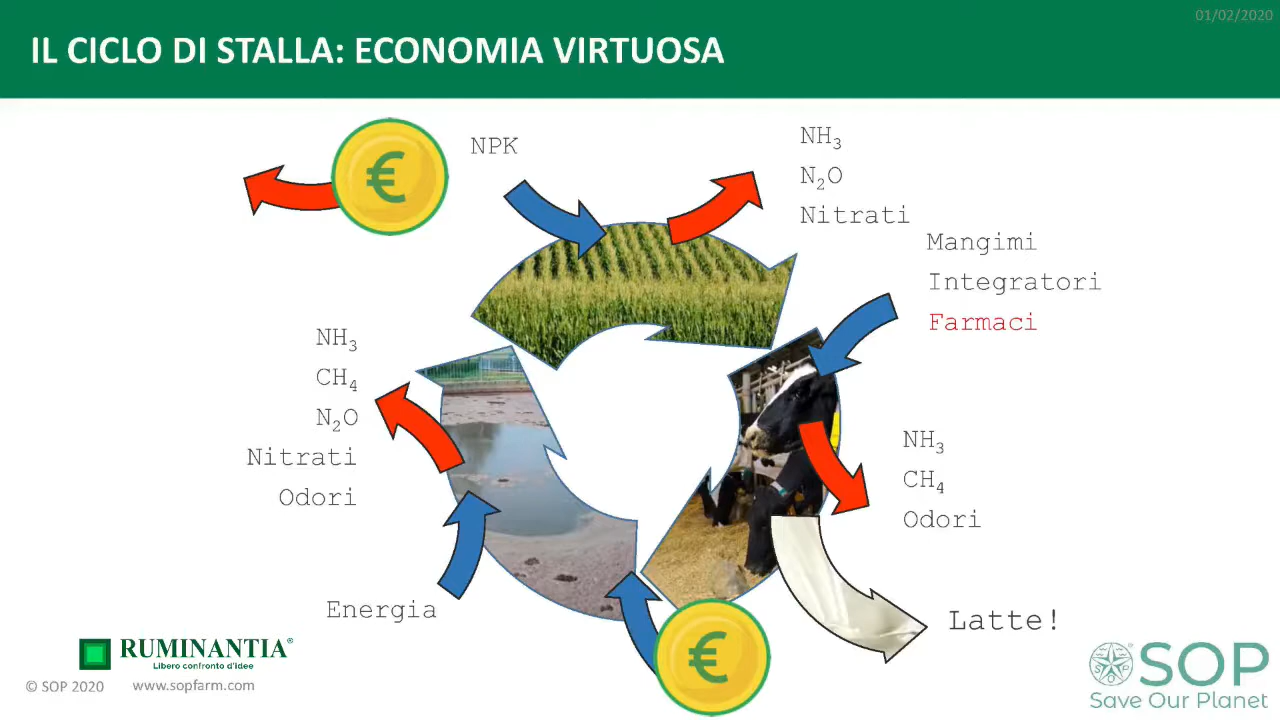 01/02/2020
IL CICLO DI STALLA: ECONOMIA VIRTUOSA
€
NPK
NH₃
N₂O
Nitrati
Mangimi
Integratori
Farmaci
NH₃
CH₄
N₂O
Nitrati
Odori
NH₃
CH₄
Odori
Energia
Latte!
€
RUMINANTIA®
Libero confronto d'idee
© SOP 2020 www.sopfarm.com
SOP
Save Our Planet